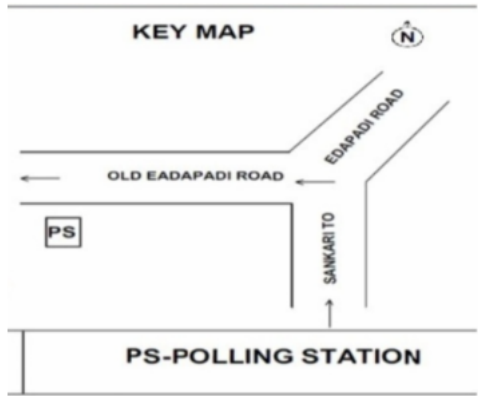 KEY MAP
N
EDAPADI ROAD
OLD EADAPADI ROAD
PS
SANKARI TO
PS-POLLING STATION